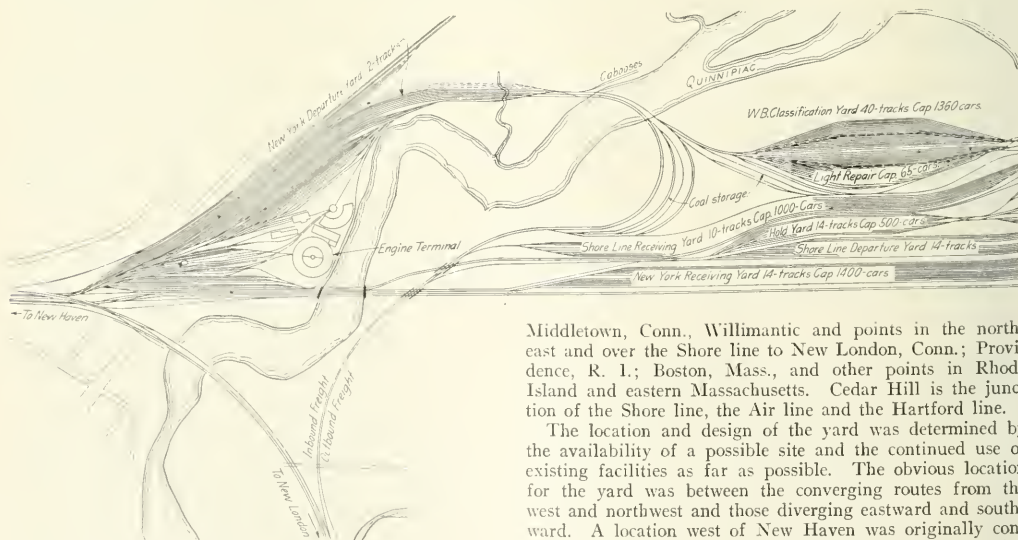 New York Departure Yard 2-tracks
Cabooses
QUINNIPIAC
W.B. Classification Yard 40-tracks Cap 1360 cars.
Light Repair Cap. 65-cars.
Coal storage
Shore Line Receiving Yard 10-tracks Cap. 1000-Cars
Hold Yard 14-tracks Cap 500-cars
Engine Terminal
Shore Line Departure Yard 14-tracks
New York Receiving Yard 14-tracks Cap 1400-cars
←To New Haven
Inbound Freight
Outbound Freight
To New London
Middletown, Conn., Willimantic and points in the north
east and over the Shore line to New London, Conn.; Provi
dence, R. I.; Boston, Mass., and other points in Rhod
Island and eastern Massachusetts. Cedar Hill is the junc
tion of the Shore line, the Air line and the Hartford line.
The location and design of the yard was determined b
the availability of a possible site and the continued use o
existing facilities as far as possible. The obvious locatio
for the yard was between the converging routes from th
west and northwest and those diverging eastward and south
ward. A location west of New Haven was originally con